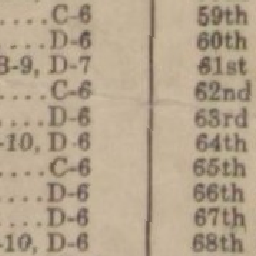 ....C-6 59th
....D-6 60th
3-9, D-7 61st
....C-6 62nd
....D-6 63rd
-10, D-6 64th
....C-6 65th
....D-6 66th
....D-6 67th
-10, D-6 68th